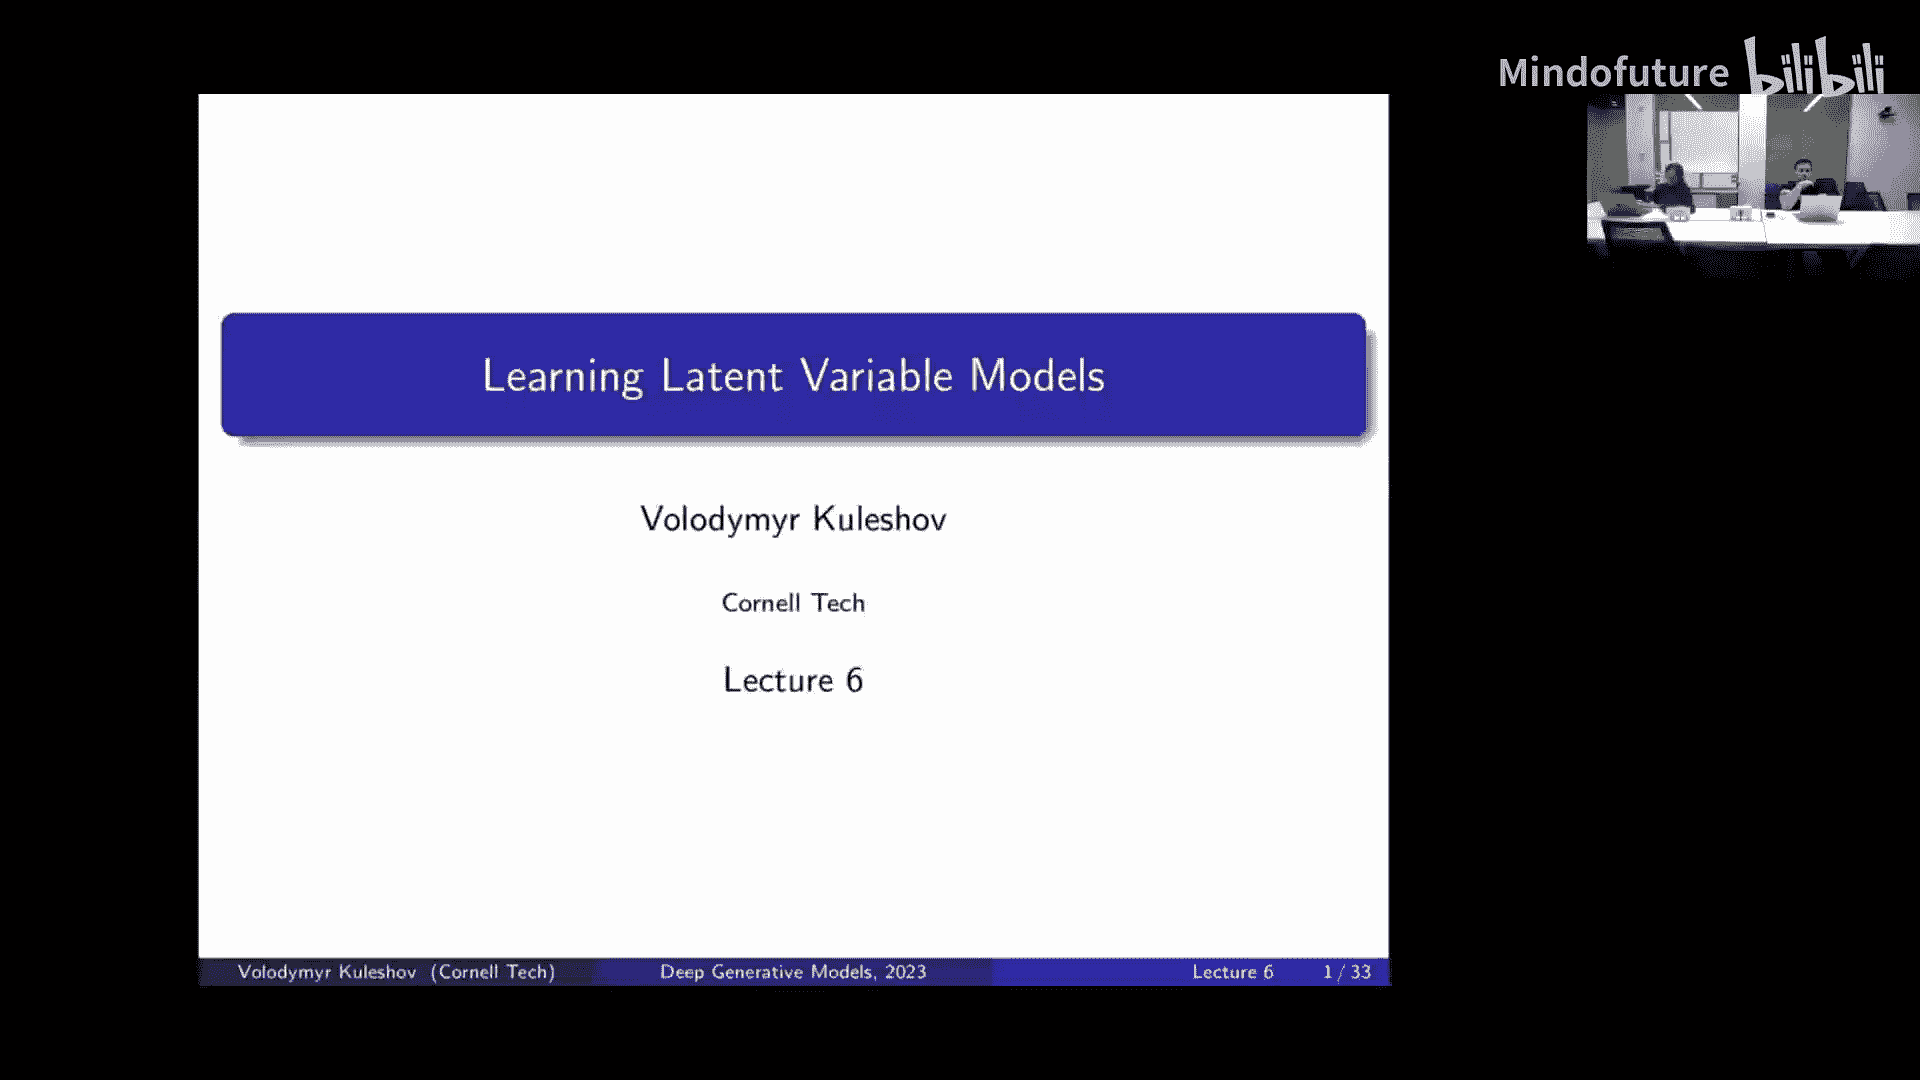 Mindofuture bilibili
Learning Latent Variable Models
Volodymyr Kuleshov
Cornell Tech
Lecture 6
Volodymyr Kuleshov (Cornell Tech) Deep Generative Models, 2023 Lecture 6 1 / 33